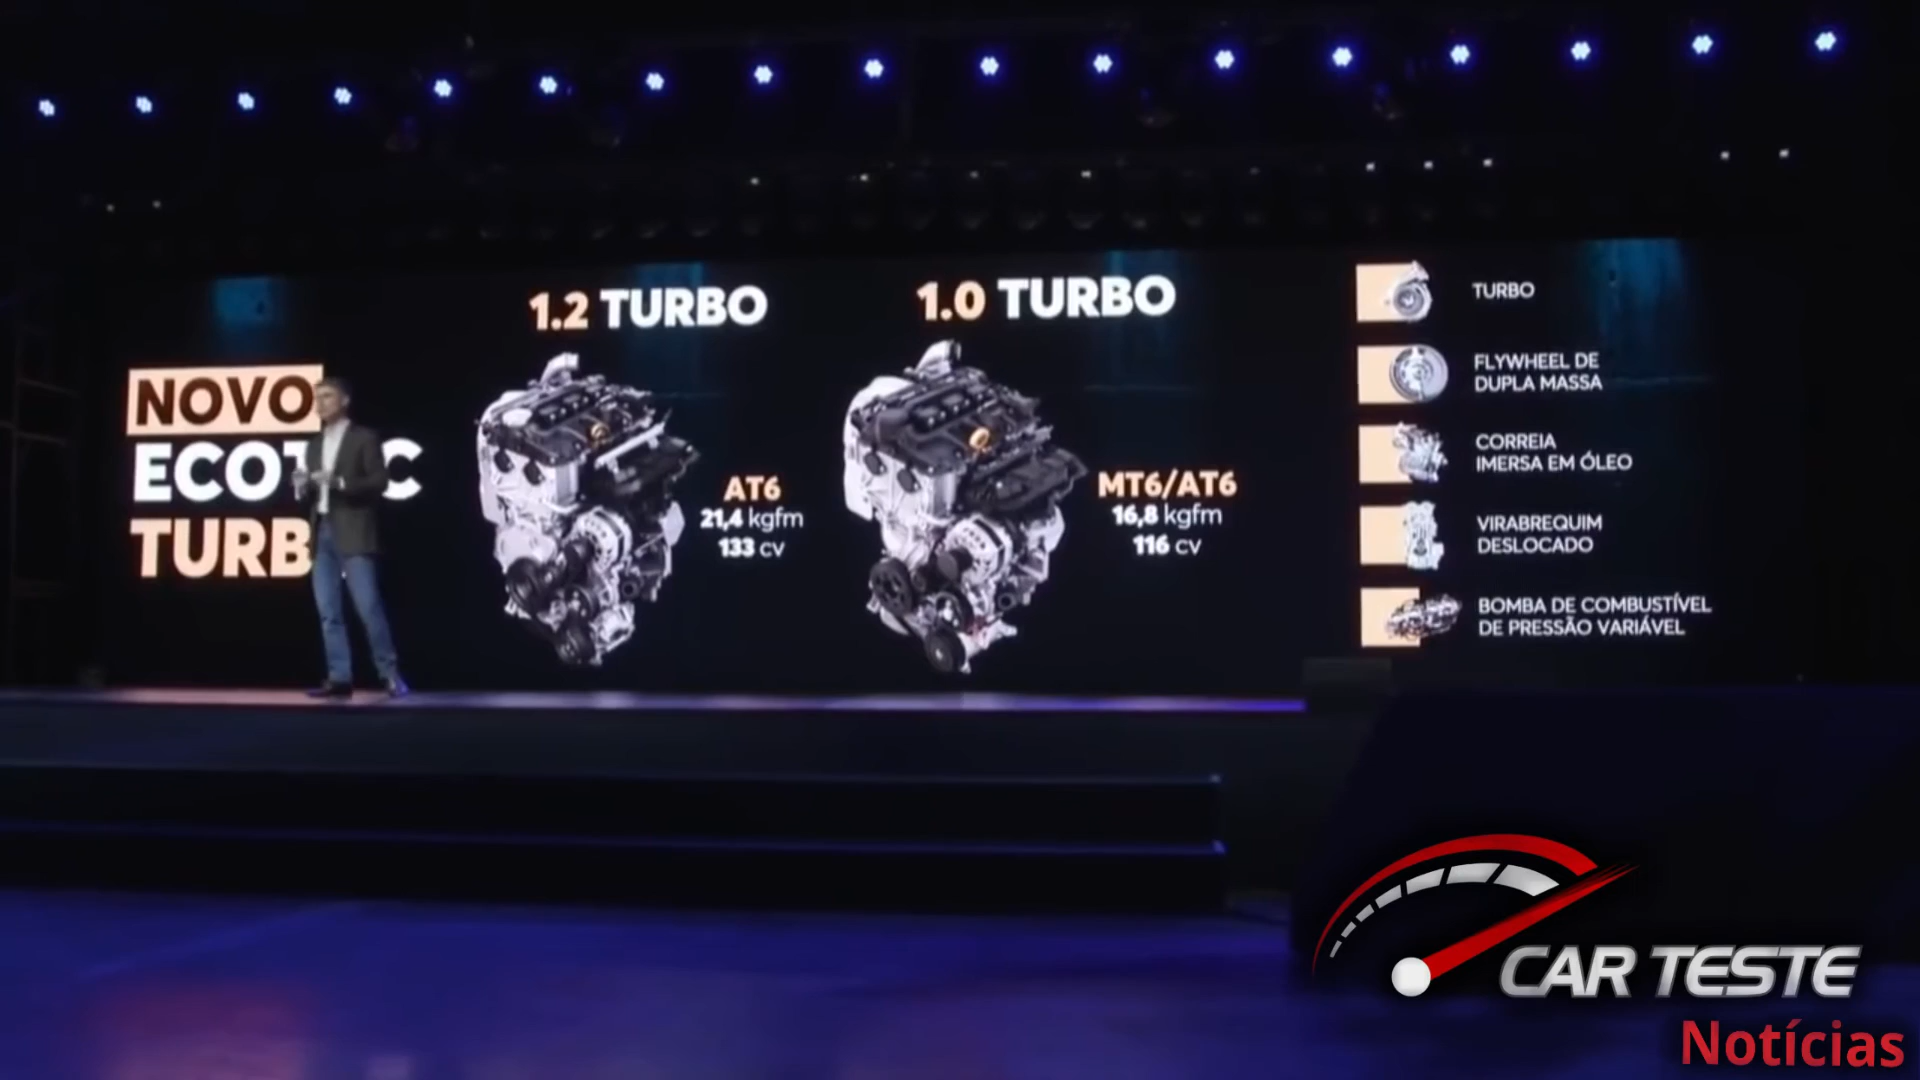 NOVO
ECOTEC
TURBO
1.2 TURBO
AT6
21,4 kgfm
133 cv
1.0 TURBO
MT6/AT6
16,8 kgfm
116 cv
TURBO
FLYWHEEL DE
DUPLA MASSA
CORREIA
IMERSA EM ÓLEO
VIRABREQUIM
DESLOCADO
BOMBA DE COMBUSTÍVEL
DE PRESSÃO VARIÁVEL
CAR TESTE
Notícias